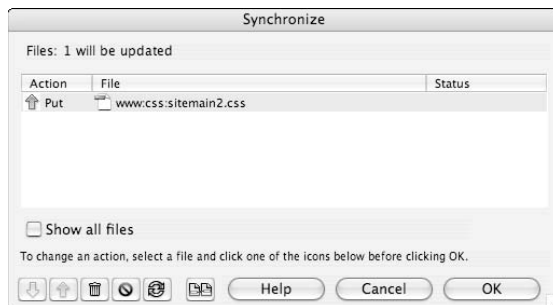 Synchronize
Files: 1 will be updated
Action File Status
Put www:css:sitemain2.css
Show all files
To change an action, select a file and click one of the icons below before clicking OK.
Help Cancel OK